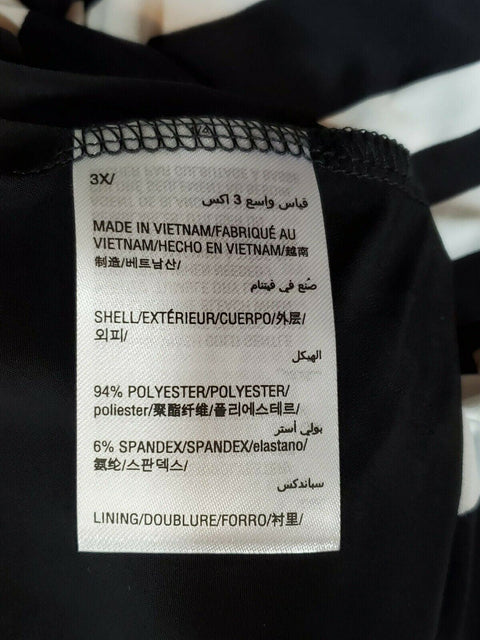 3X/
قياس واسع 3 اكس
MADE IN VIETNAM/FABRIQUÉ AU
VIETNAM/HECHO EN VIETNAM/越南
制造/베트남산/
صُنع في فيتنام
SHELL/EXTÉRIEUR/CUERPO/外层/
외피/
الهيكل
94% POLYESTER/POLYESTER/
poliester/聚酯纤维/폴리에스테르/
بولي أستر
6% SPANDEX/SPANDEX/elastano/
氨纶/스판덱스/
سباندكس
LINING/DOUBLURE/FORRO/衬里/